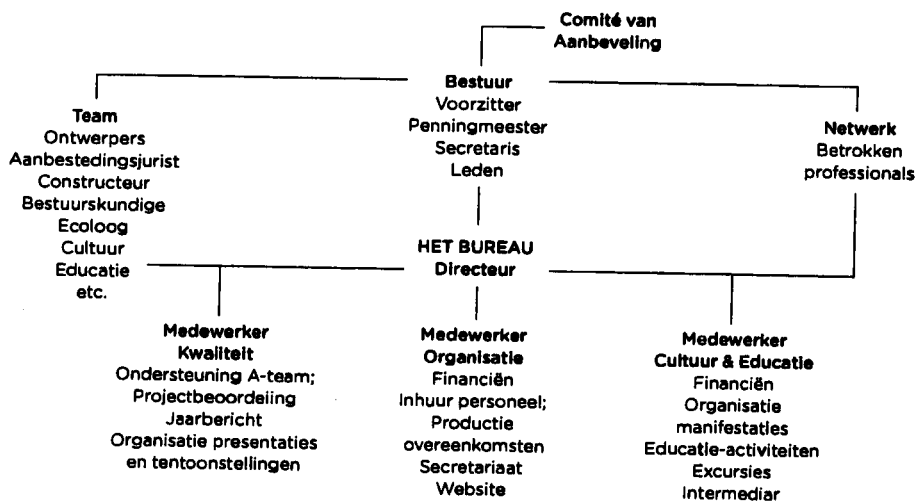 Comité van
Aanbeveling
Bestuur
Voorzitter
Penningmeester
Secretaris
Leden
Team
Ontwerpers
Aanbestedingsjurist
Constructeur
Bestuurskundige
Ecoloog
Cultuur
Educatie
etc.
Netwerk
Betrokken
professionals
HET BUREAU
Directeur
Medewerker
Kwaliteit
Ondersteuning A-team;
Projectbeoordeling
Jaarbericht
Organisatie presentaties
en tentoonstellingen
Medewerker
Organisatie
Financiën
Inhuur personeel;
Productie
overeenkomsten
Secretariaat
Website
Medewerker
Cultuur & Educatie
Financiën
Organisatie
manifestaties
Educatie-activiteiten
Excursies
Intermediar